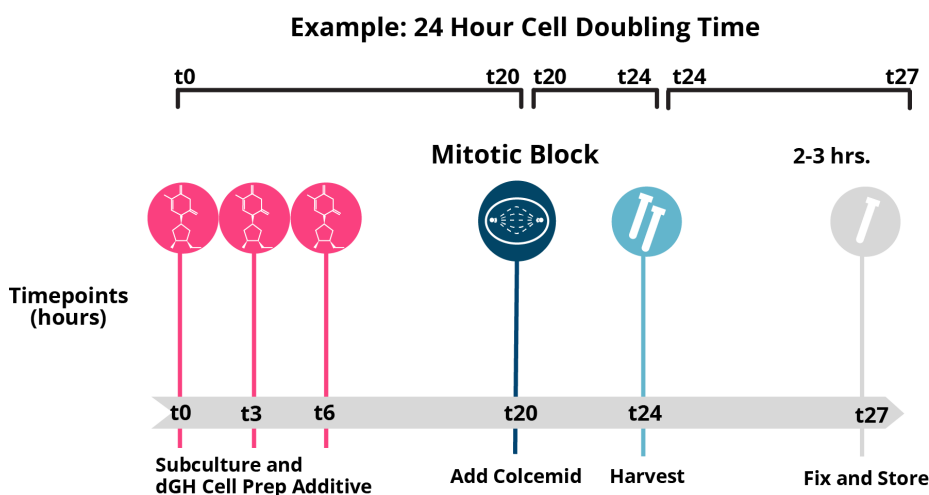 Example: 24 Hour Cell Doubling Time
t0 t20 t20 t24 t24 t27
Mitotic Block
2-3 hrs.
Timepoints
(hours)
t0 t3 t6 t20 t24 t27
Subculture and
dGH Cell Prep Additive
Add Colcemid
Harvest
Fix and Store